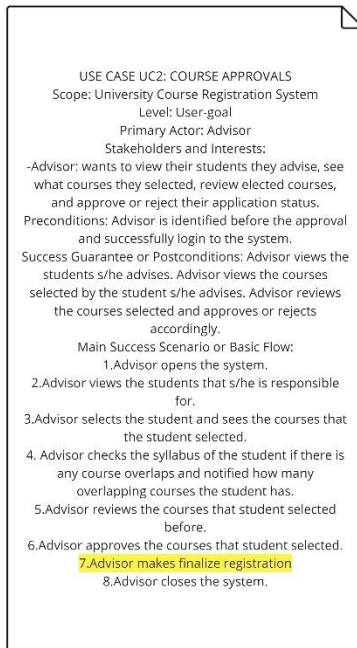 USE CASE UC2: COURSE APPROVALS
Scope: University Course Registration System
Level: User-goal
Primary Actor: Advisor
Stakeholders and Interests:
-Advisor: wants to view their students they advise, see
what courses they selected, review elected courses,
and approve or reject their application status.
Preconditions: Advisor is identified before the approval
and successfully login to the system.
Success Guarantee or Postconditions: Advisor views the
students s/he advises. Advisor views the courses
selected by the student s/he advises. Advisor reviews
the courses selected and approves or rejects
accordingly.
Main Success Scenario or Basic Flow:
1.Advisor opens the system.
2.Advisor views the students that s/he is responsible
for.
3.Advisor selects the student and sees the courses that
the student selected.
4. Advisor checks the syllabus of the student if there is
any course overlaps and notified how many
overlapping courses the student has.
5.Advisor reviews the courses that student selected
before.
6.Advisor approves the courses that student selected.
7.Advisor makes finalize registration
8.Advisor closes the system.